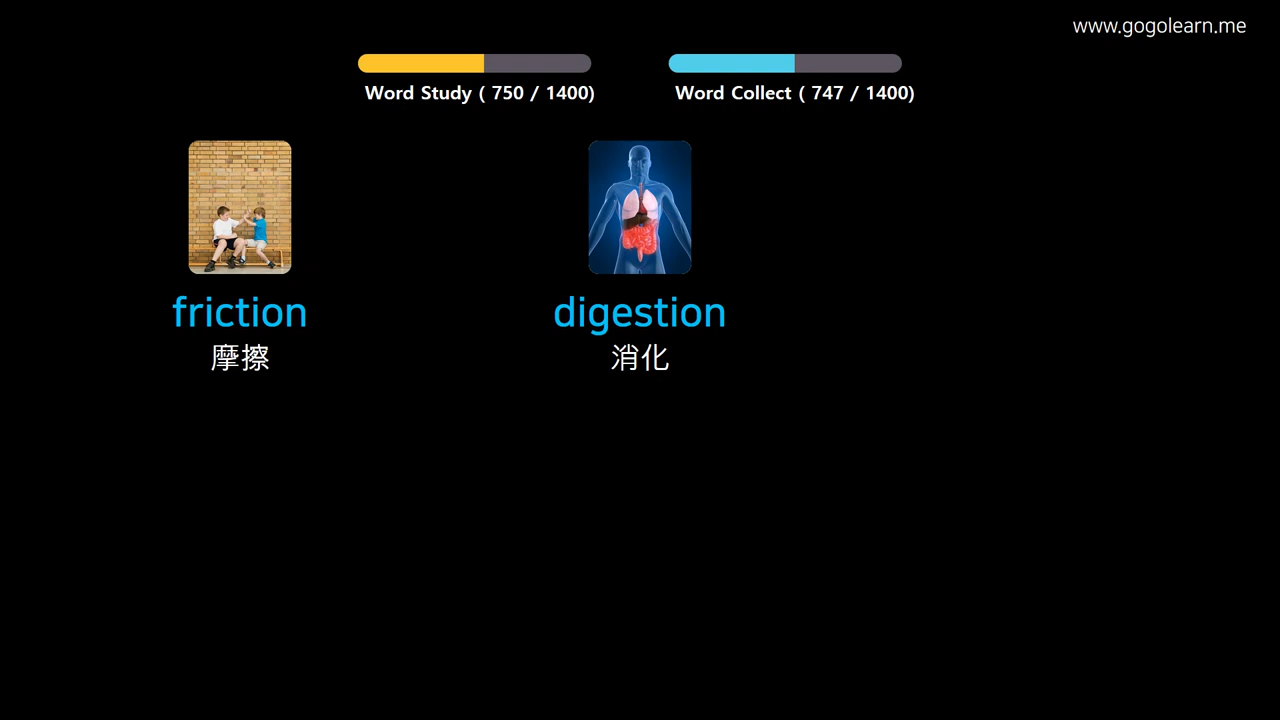 www.gogolearn.me
Word Study ( 750 / 1400)
Word Collect ( 747 / 1400)
friction
摩擦
digestion
消化